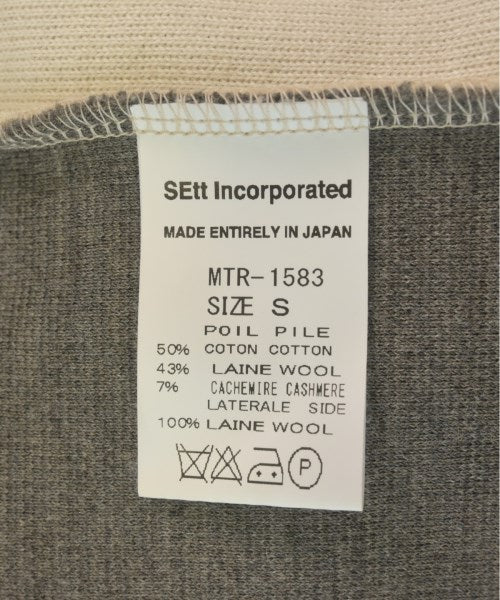 SEtt Incorporated
MADE ENTIRELY IN JAPAN
MTR-1583
SIZE S
POIL PILE
50% COTON COTTON
43% LAINE WOOL
7% CACHEMIRE CASHMERE
LATERALE SIDE
100% LAINE WOOL
P